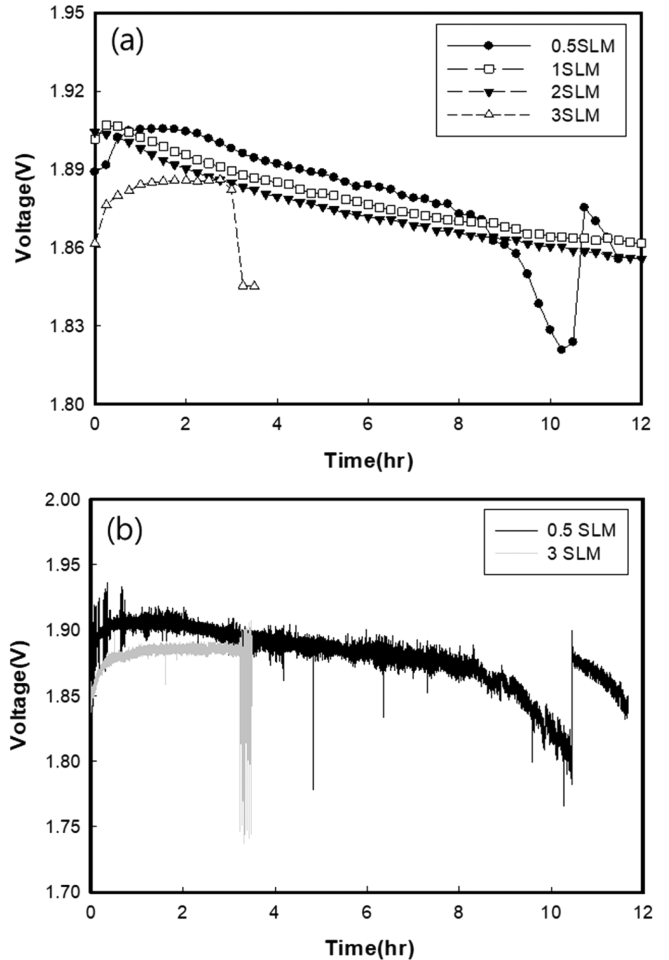 (a)
0.5SLM
1SLM
2SLM
3SLM
Voltage(V)
1.95
1.92
1.89
1.86
1.83
1.80
0 2 4 6 8 10 12
Time(hr)
(b)
0.5 SLM
3 SLM
Voltage(V)
2.00
1.95
1.90
1.85
1.80
1.75
1.70
0 2 4 6 8 10 12
Time(hr)